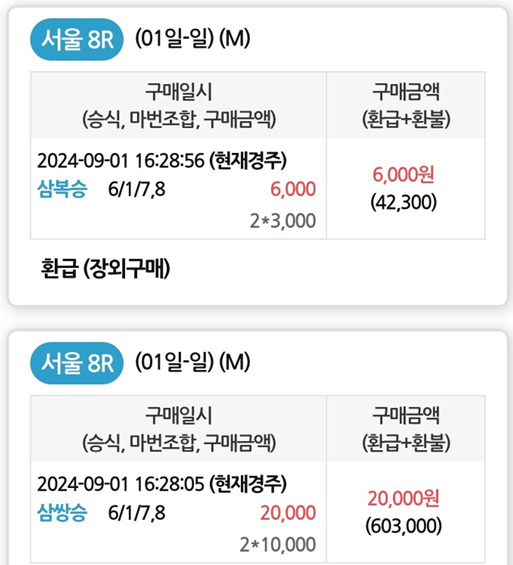 서울 8R (01일-일) (M)
구매일시 구매금액
(승식, 마번조합, 구매금액) (환급+환불)
2024-09-01 16:28:56 (현재경주)
삼복승 6/1/7,8 6,000 6,000원
2*3,000 (42,300)
환급 (장외구매)
서울 8R (01일-일) (M)
구매일시 구매금액
(승식, 마번조합, 구매금액) (환급+환불)
2024-09-01 16:28:05 (현재경주)
삼쌍승 6/1/7,8 20,000 20,000원
2*10,000 (603,000)